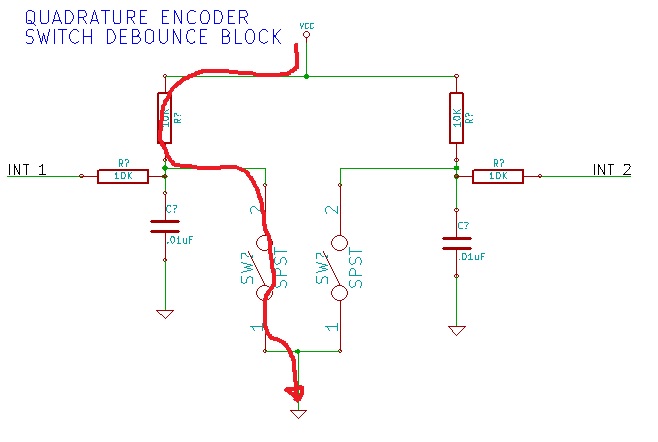 QUADRATURE ENCODER
SWITCH DEBOUNCE BLOCK
VCC
10K
R?
10K
R?
INT 1
R?
10K
R?
10K
INT 2
C?
.01uF
C?
.01uF
2
2
SW?
SPST
SW?
SPST
1
1